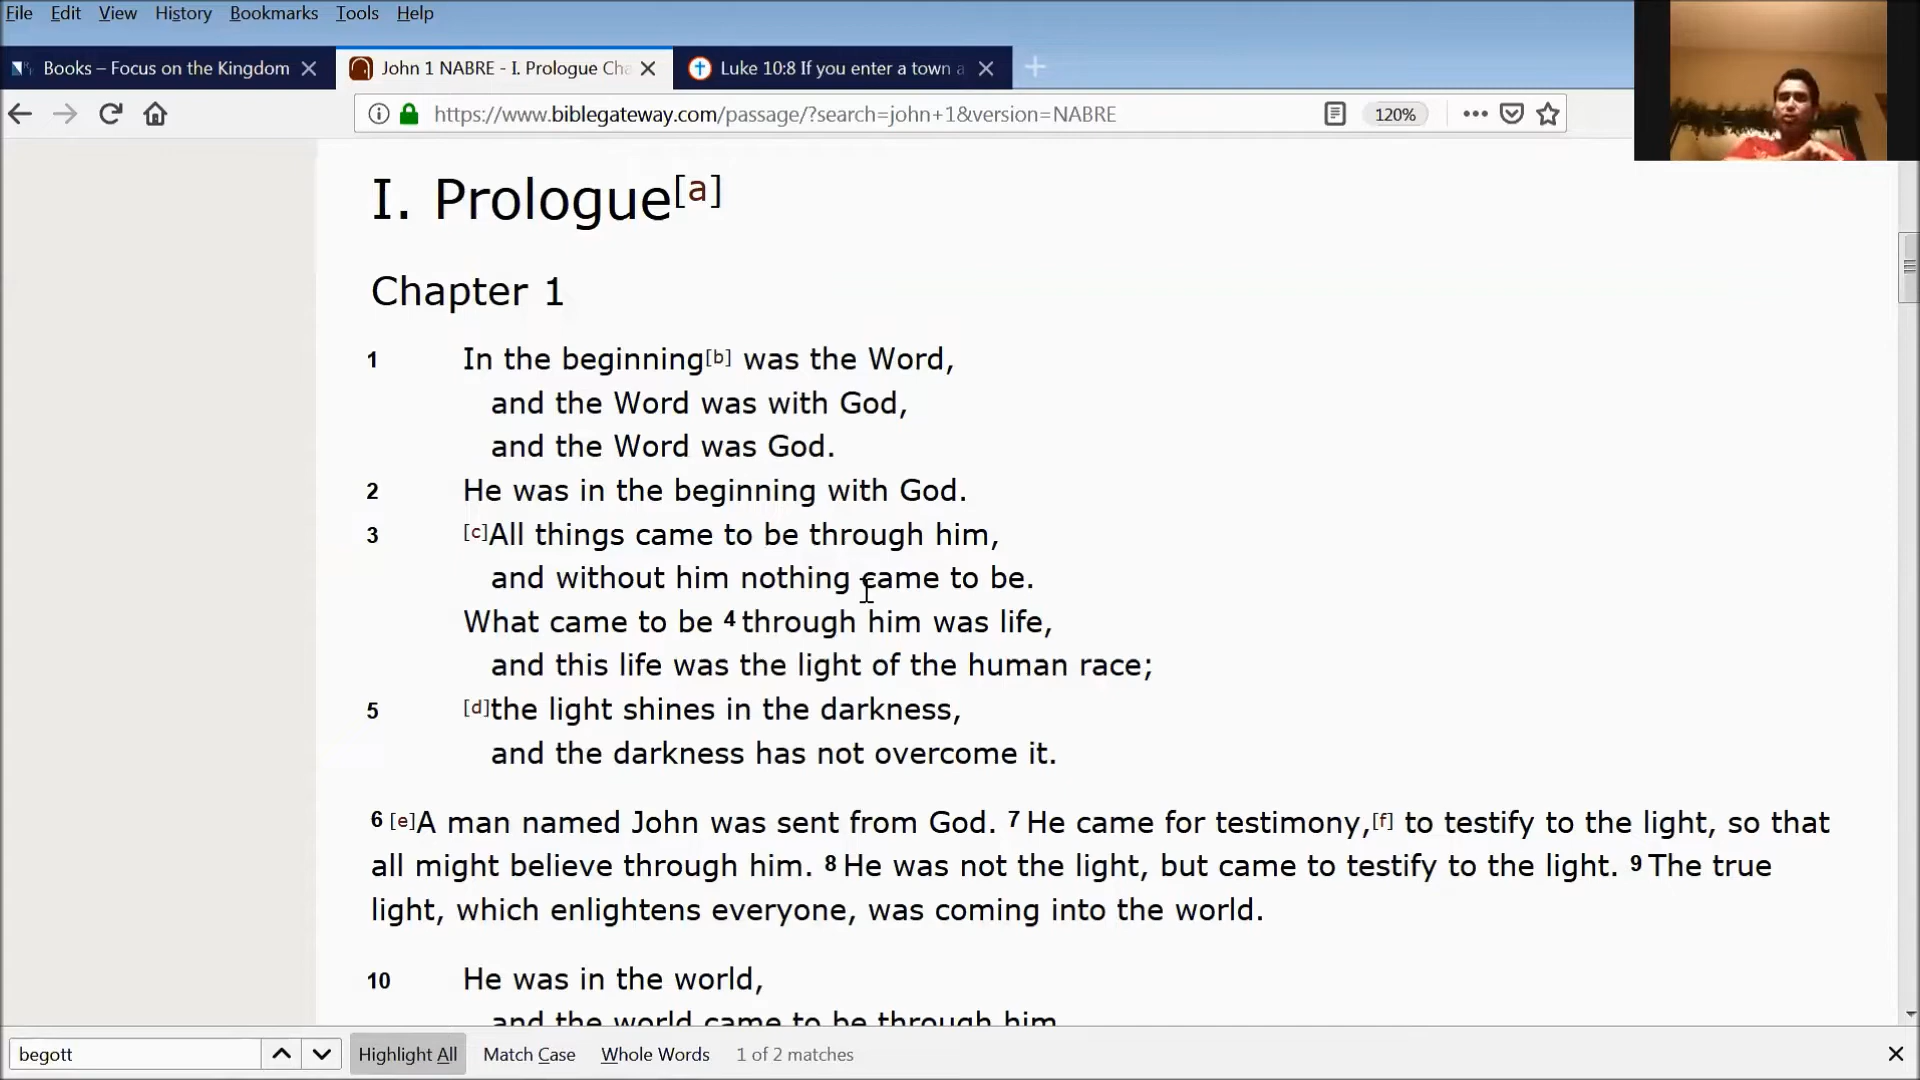 File Edit View History Bookmarks Tools Help
Books – Focus on the Kingdom
John 1 NABRE - I. Prologue Cha
Luke 10:8 If you enter a town a
https://www.biblegateway.com/passage/?search=john+1&version=NABRE
120%
I. Prologue[a]
Chapter 1
1 In the beginning[b] was the Word,
and the Word was with God,
and the Word was God.
2 He was in the beginning with God.
3 [c]All things came to be through him,
and without him nothing came to be.
What came to be 4 through him was life,
and this life was the light of the human race;
5 [d]the light shines in the darkness,
and the darkness has not overcome it.
6 [e]A man named John was sent from God. 7 He came for testimony,[f] to testify to the light, so that
all might believe through him. 8 He was not the light, but came to testify to the light. 9 The true
light, which enlightens everyone, was coming into the world.
10 He was in the world,
and the world came to be through him
begott Highlight All Match Case Whole Words 1 of 2 matches